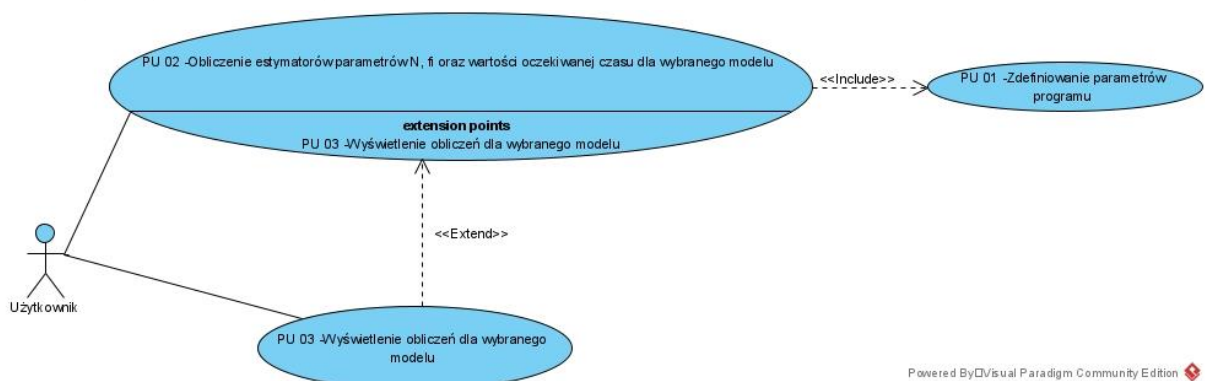 PU 02 -Obliczenie estymatorów parametrów N, fi oraz wartości oczekiwanej czasu dla wybranego modelu
<<Include>>
PU 01 -Zdefiniowanie parametrów
programu
extension points
PU 03 -Wyświetlenie obliczeń dla wybranego modelu
<<Extend>>
Użytkownik
PU 03 -Wyświetlenie obliczeń dla wybranego
modelu
Powered By□Visual Paradigm Community Edition